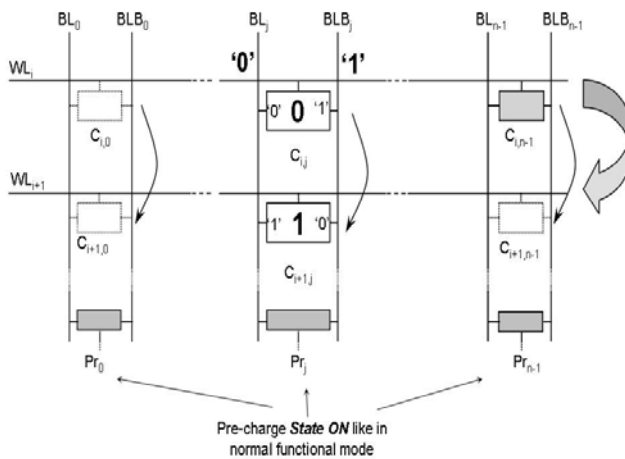 BL0 BLB0 BLj BLBj BLn-1 BLBn-1
'0' '1'
WLi
'0' 0 '1'
Ci,0 Ci,j Ci,n-1
WLi+1
'1' 1 '0'
Ci+1,0 Ci+1,j Ci+1,n-1
Pr0 Prj Prn-1
Pre-charge State ON like in
normal functional mode